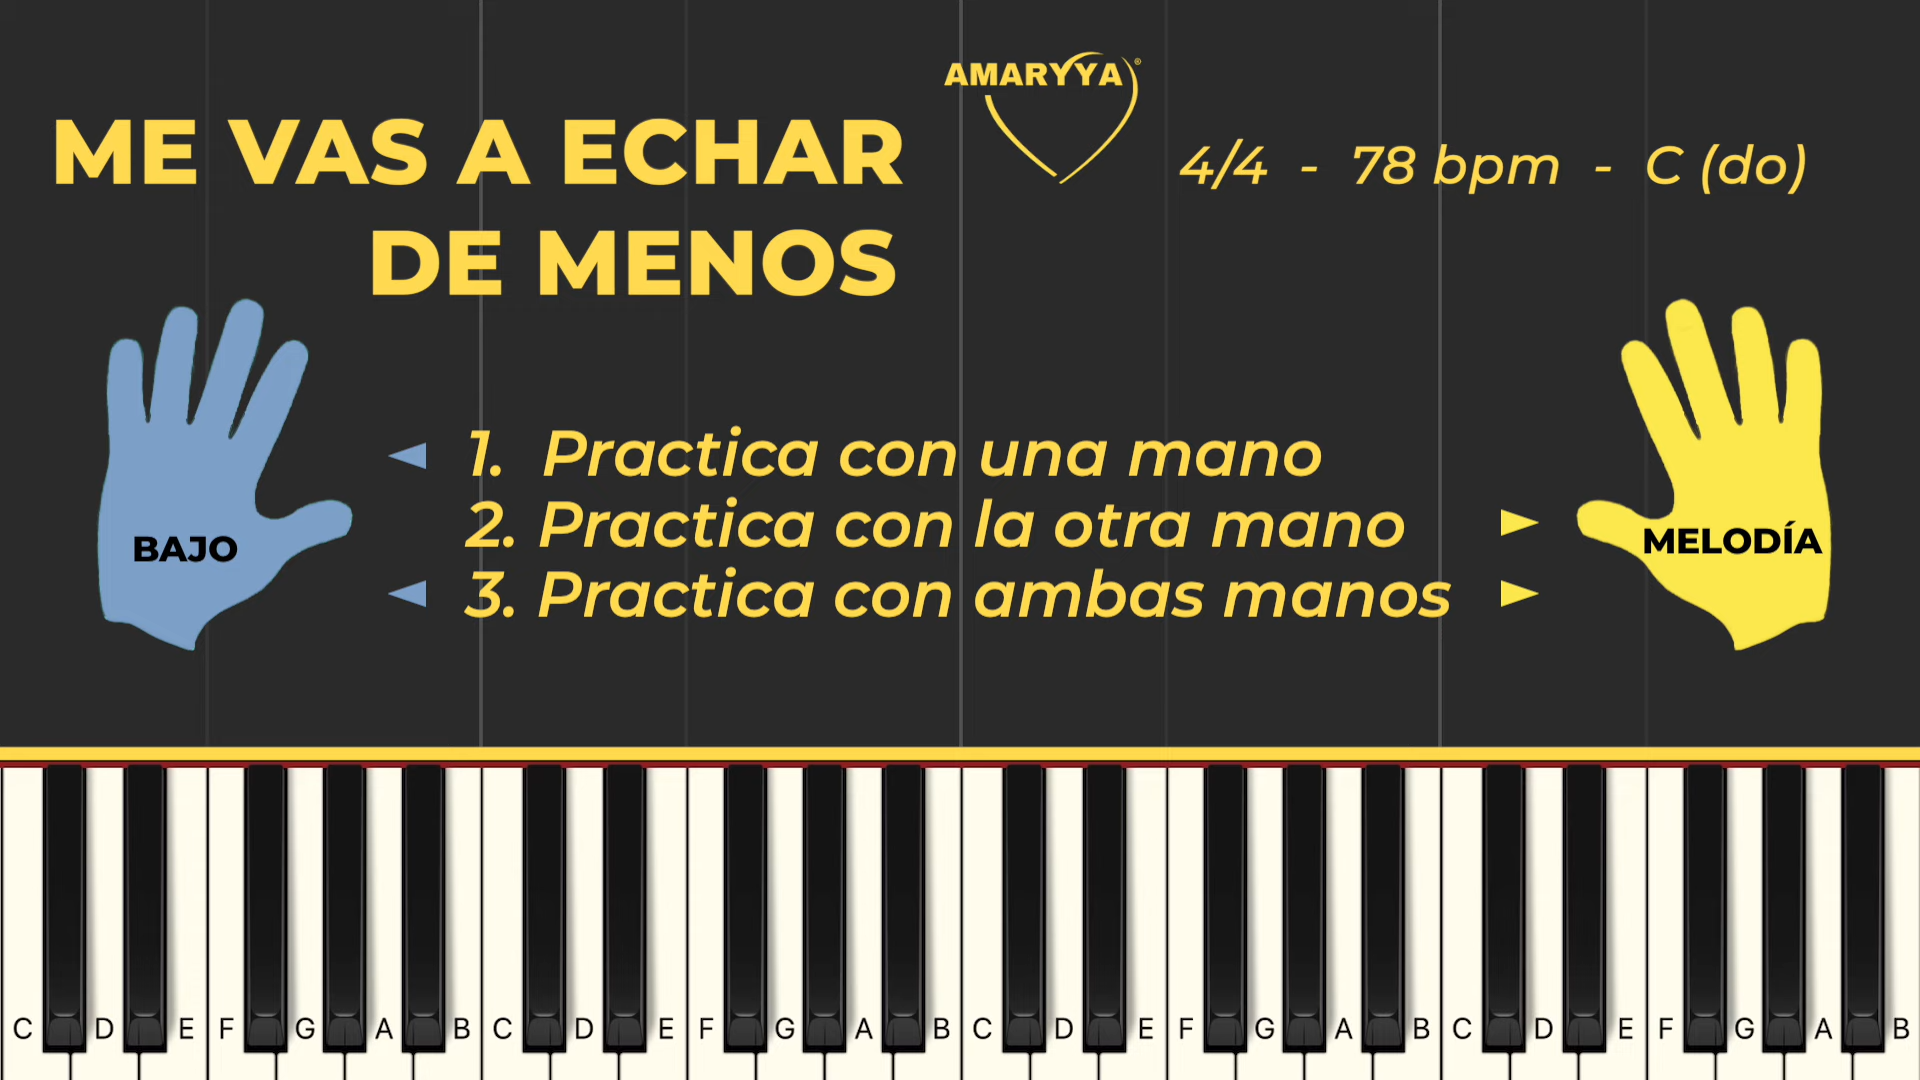 AMARYYA®
ME VAS A ECHAR
DE MENOS
4/4 - 78 bpm - C (do)
1. Practica con una mano
2. Practica con la otra mano
3. Practica con ambas manos
BAJO
MELODÍA
C D E F G A B C D E F G A B C D E F G A B C D E F G A B